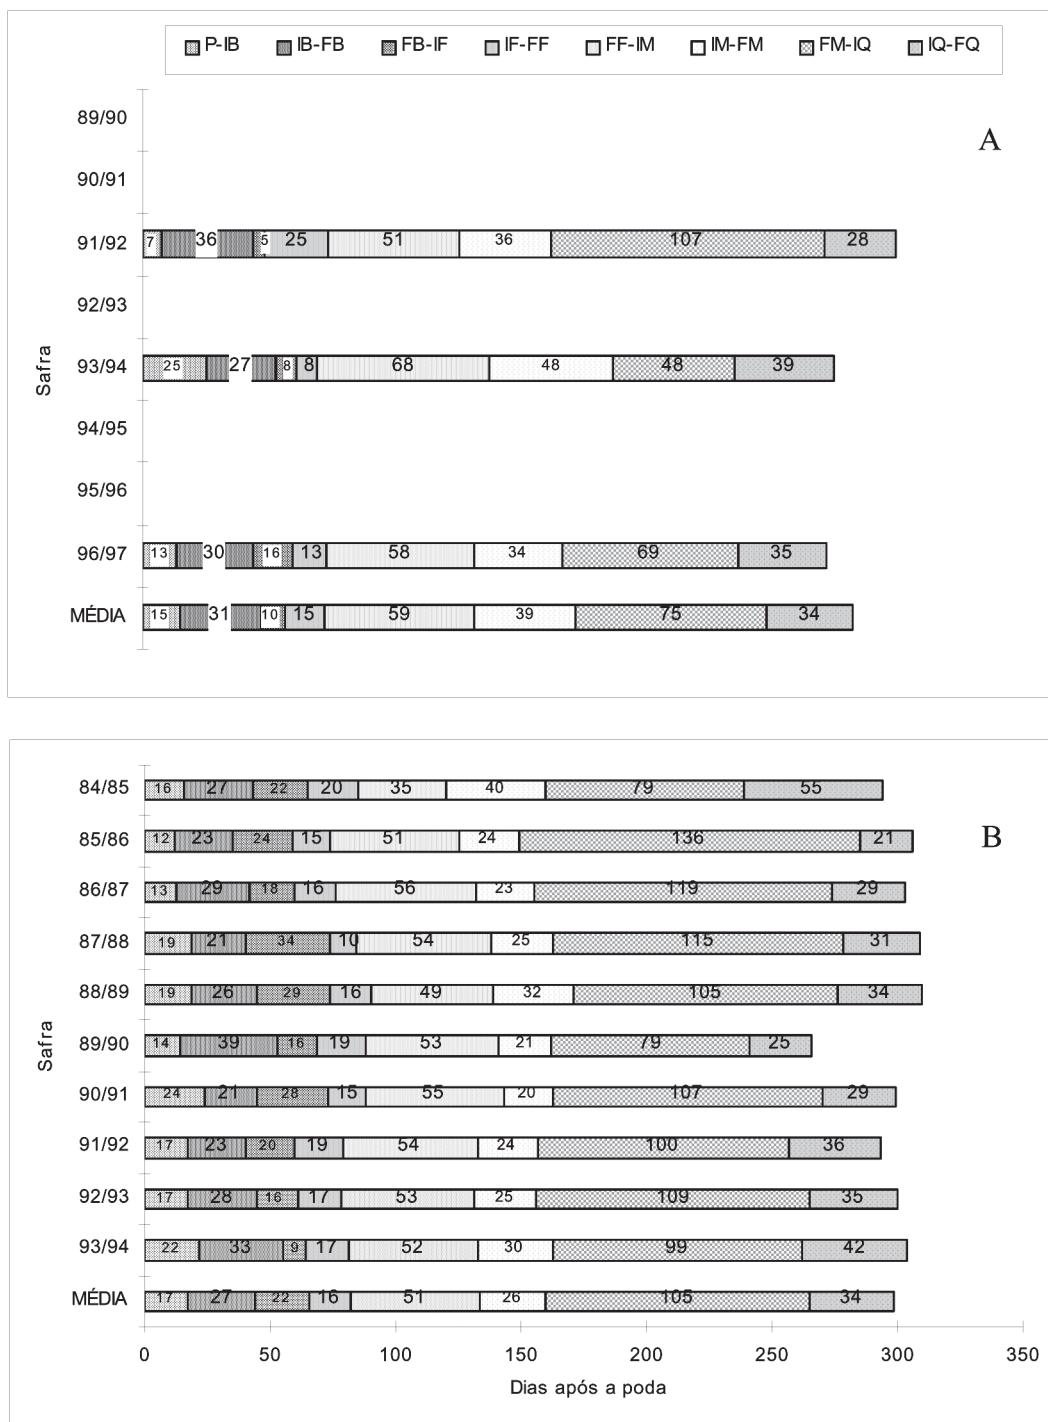 P-IB IB-FB FB-IF IF-FF FF-IM IM-FM FM-IQ IQ-FQ
A
Safra
89/90
90/91
91/92 7 36 5 25 51 36 107 28
92/93
93/94 25 27 8 8 68 48 48 39
94/95
95/96
96/97 13 30 16 13 58 34 69 35
MÉDIA 15 31 10 15 59 39 75 34
B
Safra
84/85 16 27 22 20 35 40 79 55
85/86 12 23 24 15 51 24 136 21
86/87 13 29 18 16 56 23 119 29
87/88 19 21 34 10 54 25 115 31
88/89 19 26 29 16 49 32 105 34
89/90 14 39 16 19 53 21 79 25
90/91 24 21 28 15 55 20 107 29
91/92 17 23 20 19 54 24 100 36
92/93 17 28 16 17 53 25 109 35
93/94 22 33 9 17 52 30 99 42
MÉDIA 17 27 22 16 51 26 105 34
0 50 100 150 200 250 300 350
Dias após a poda